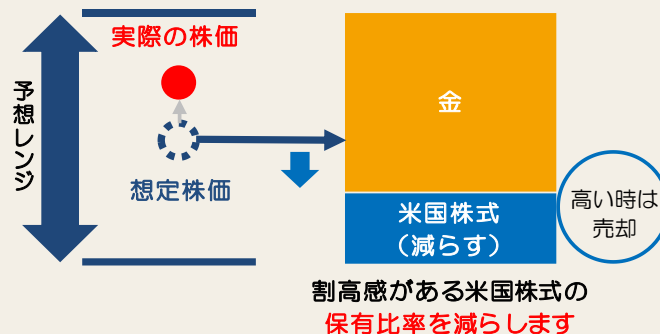 実際の株価
予想レンジ
想定株価
金
米国株式
（減らす）
高い時は
売却
割高感がある米国株式の
保有比率を減らします